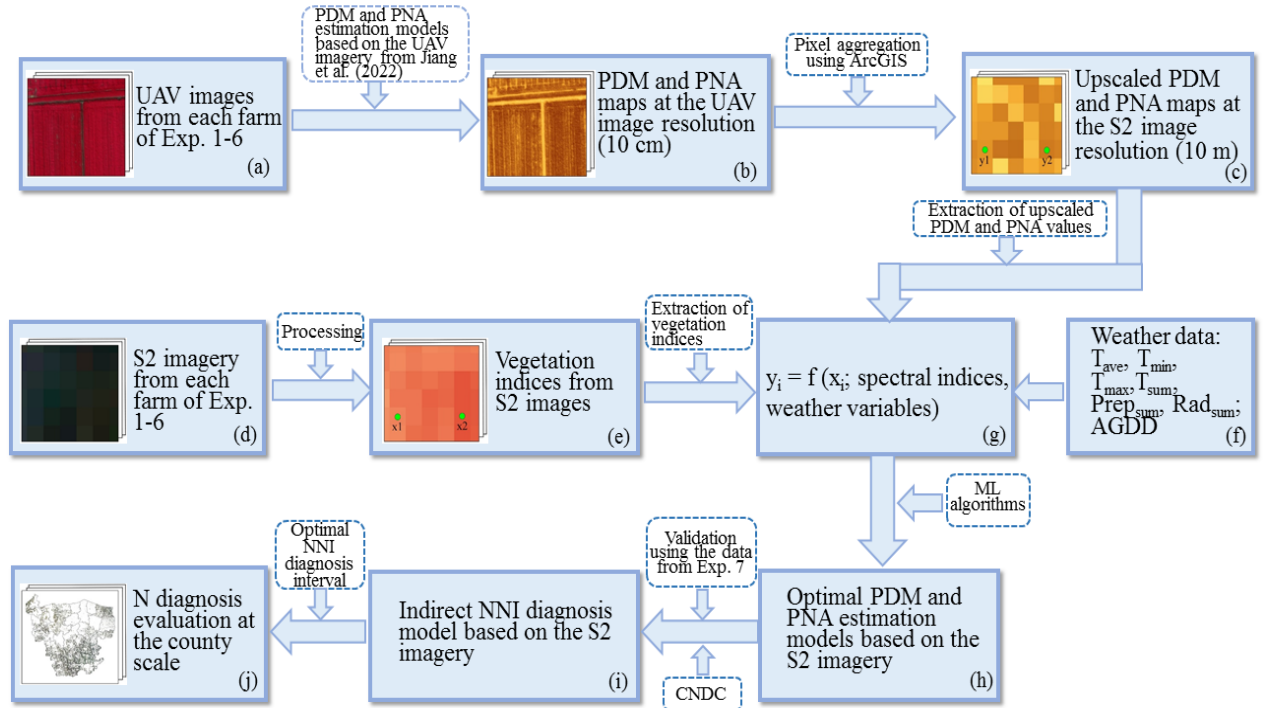 PDM and PNA
estimation models
based on the UAV
imagery from Jiang
et al. (2022)
Pixel aggregation
using ArcGIS
UAV images
from each farm
of Exp. 1-6
(a)
PDM and PNA
maps at the UAV
image resolution
(10 cm)
(b)
Upscaled PDM
and PNA maps at
the S2 image
resolution (10 m)
(c)
y1
y2
Extraction of upscaled
PDM and PNA values
Processing
Extraction of
vegetation
indices
S2 imagery
from each
farm of Exp.
1-6
(d)
Vegetation
indices from
S2 images
(e)
x1
x2
yi = f (xi; spectral indices,
weather variables)
(g)
Weather data:
Tave, Tmin,
Tmax, Tsum,
Prepsum, Radsum;
AGDD
(f)
ML
algorithms
Optimal
NNI
diagnosis
interval
Validation
using the data
from Exp. 7
N diagnosis
evaluation at
the county
scale
(j)
Indirect NNI diagnosis
model based on the S2
imagery
(i)
Optimal PDM and
PNA estimation
models based on the
S2 imagery
(h)
CNDC